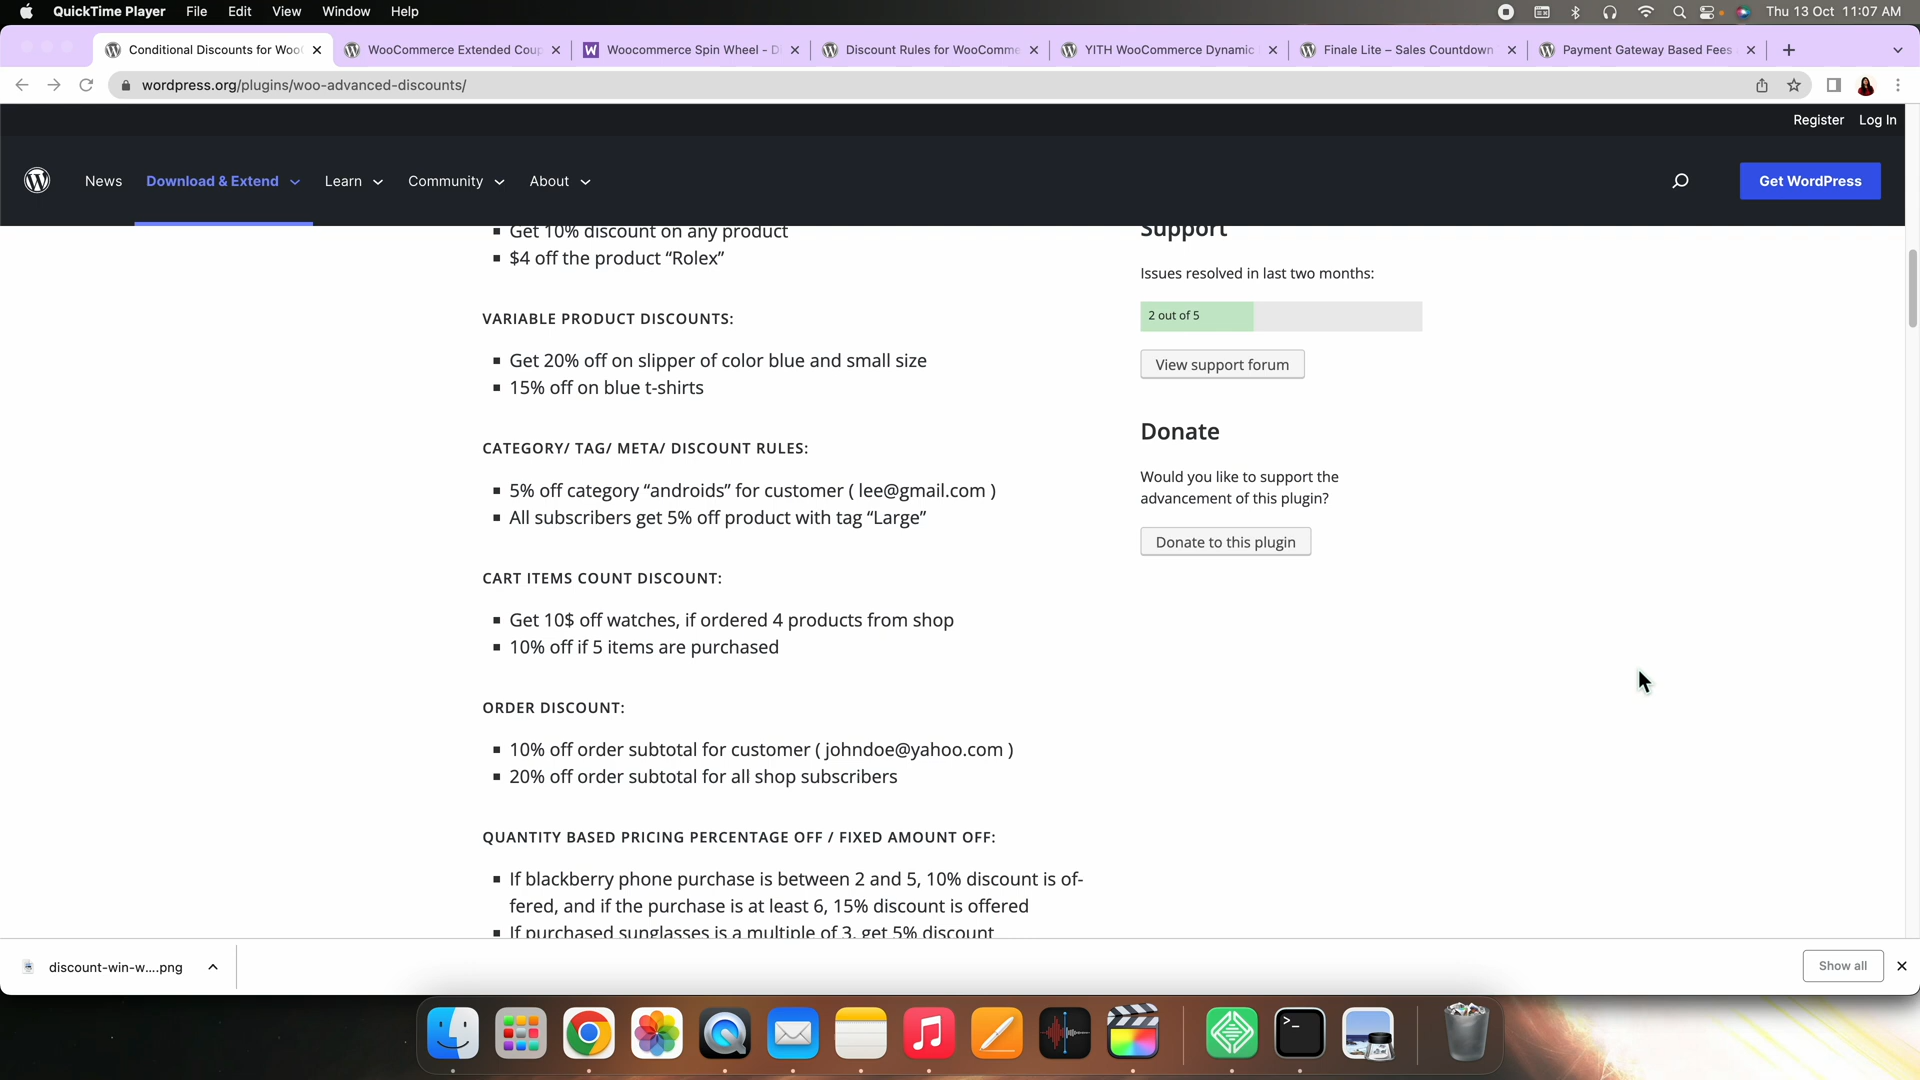 QuickTime Player File Edit View Window Help Thu 13 Oct 11:07 AM
Conditional Discounts for Woo
WooCommerce Extended Coup
Woocommerce Spin Wheel - D
Discount Rules for WooComme
YITH WooCommerce Dynamic
Finale Lite – Sales Countdown
Payment Gateway Based Fees
wordpress.org/plugins/woo-advanced-discounts/
Register Log In
News Download & Extend Learn Community About Get WordPress
Get 10% discount on any product
$4 off the product “Rolex”
VARIABLE PRODUCT DISCOUNTS:
Get 20% off on slipper of color blue and small size
15% off on blue t-shirts
CATEGORY/ TAG/ META/ DISCOUNT RULES:
5% off category “androids” for customer ( lee@gmail.com )
All subscribers get 5% off product with tag “Large”
CART ITEMS COUNT DISCOUNT:
Get 10$ off watches, if ordered 4 products from shop
10% off if 5 items are purchased
ORDER DISCOUNT:
10% off order subtotal for customer ( johndoe@yahoo.com )
20% off order subtotal for all shop subscribers
QUANTITY BASED PRICING PERCENTAGE OFF / FIXED AMOUNT OFF:
If blackberry phone purchase is between 2 and 5, 10% discount is of-
fered, and if the purchase is at least 6, 15% discount is offered
If purchased sunglasses is a multiple of 3, get 5% discount
Support
Issues resolved in last two months:
2 out of 5
View support forum
Donate
Would you like to support the
advancement of this plugin?
Donate to this plugin
discount-win-w....png
Show all